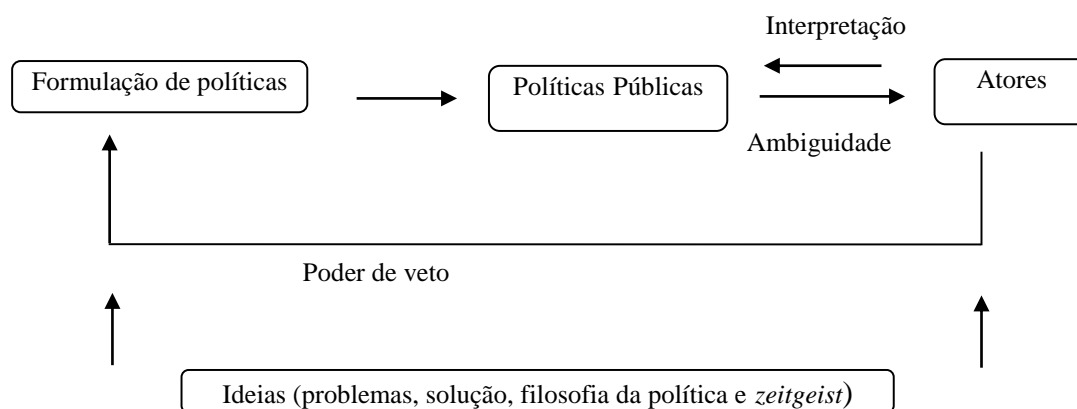 Interpretação
Formulação de políticas
Políticas Públicas
Atores
Ambiguidade
Poder de veto
Ideias (problemas, solução, filosofia da política e zeitgeist)